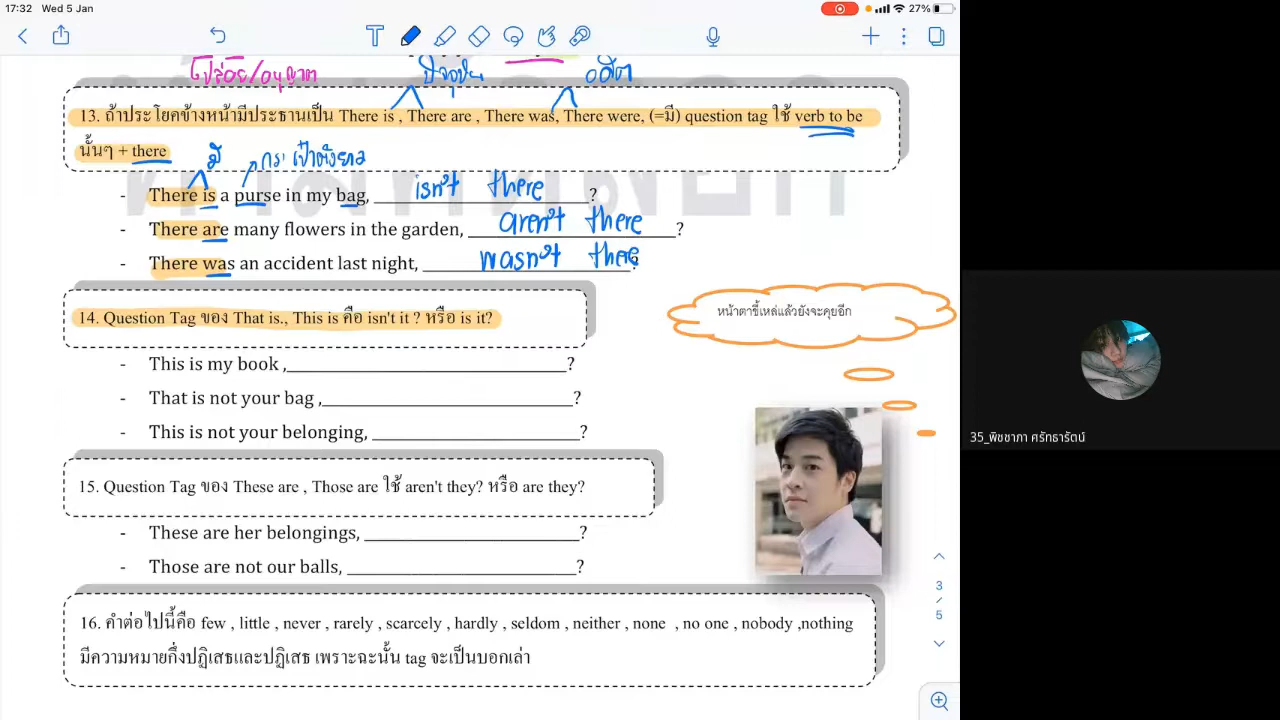 17:32 Wed 5 Jan
27%
T
ปล่อย/อนุญาต
ปัจจุบัน
อดีต
13. ถ้าประโยคข้างหน้ามีประธานเป็น There is , There are , There was, There were, (=มี) question tag ใช้ verb to be
นั้นๆ + there
มี
กระเป๋าตังค์
- There is a purse in my bag, isn't there ?
- There are many flowers in the garden, aren't there ?
- There was an accident last night, wasn't there ?
14. Question Tag ของ That is., This is คือ isn't it ? หรือ is it?
หน้าตาขี้เหล่แล้วยังจะคุยอีก
- This is my book ,____________________?
- That is not your bag ,____________________?
- This is not your belonging, ____________________?
15. Question Tag ของ These are , Those are ใช้ aren't they? หรือ are they?
- These are her belongings, ____________________?
- Those are not our balls, ____________________?
16. คำต่อไปนี้คือ few , little , never , rarely , scarcely , hardly , seldom , neither , none , no one , nobody ,nothing
มีความหมายกึ่งปฏิเสธและปฏิเสธ เพราะฉะนั้น tag จะเป็นบอกเล่า
3
/
5
35_พิชชาภา ศรัทธารัตน์